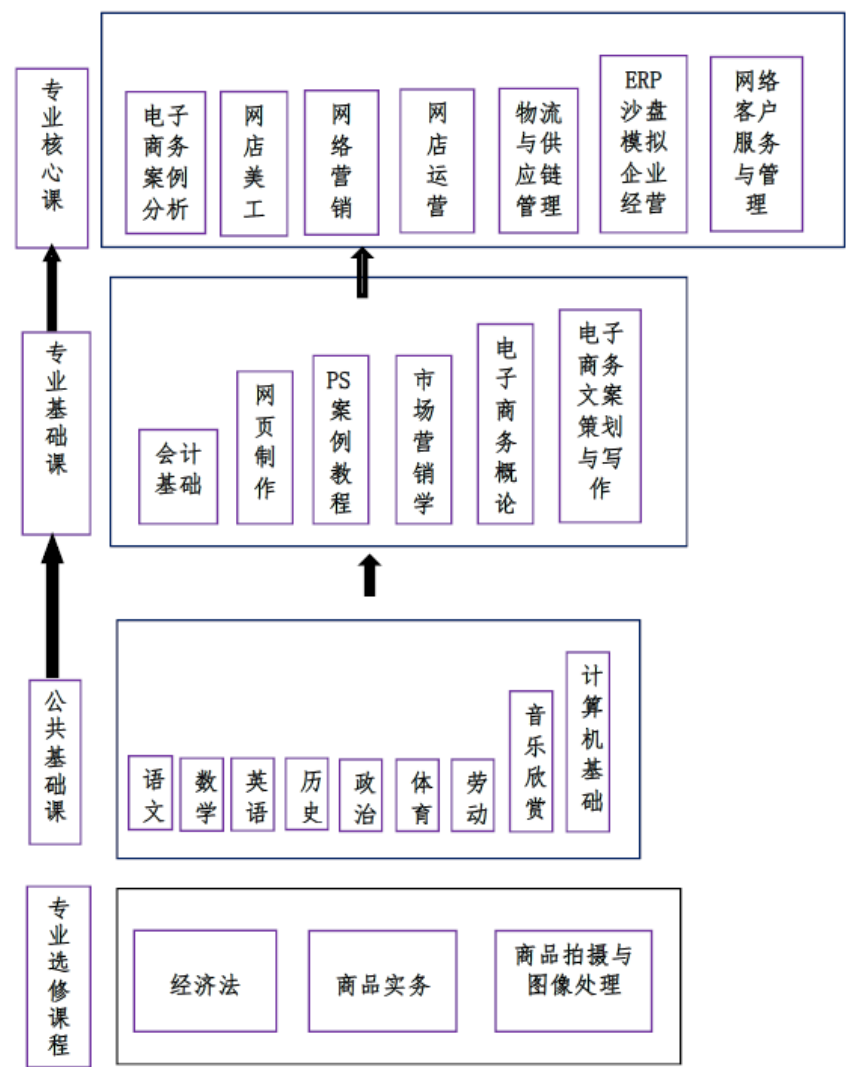 专业核心课
电子
商务
案例
分析
网店美工
网络营销
网店运营
物流
与供
应链
管理
ERP
沙盘
模拟
企业
经营
网络
客户
服务
与管
理
专业基础课
会计
基础
网页制作
PS
案例教程
市场营销学
电子商务概论
电子
商务
文案
策划
与写
作
公共基础课
语文
数学
英语
历史
政治
体育
劳动
音乐欣赏
计算机基础
专业选修课程
经济法
商品实务
商品拍摄与
图像处理